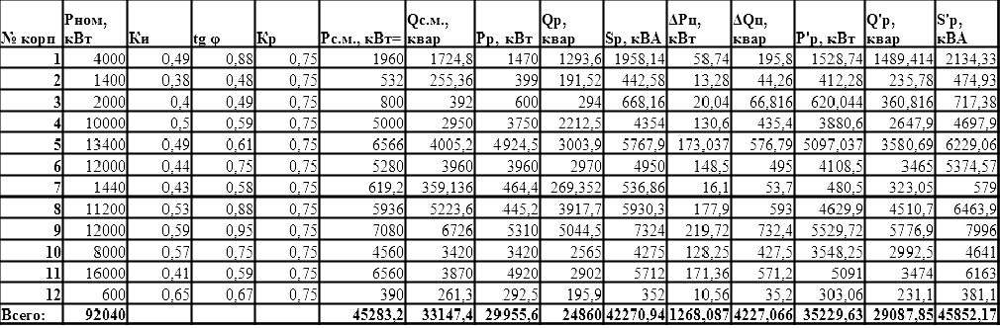 № корп Рном, кВт Ки tg φ Кр Рс.м., кВт= Qс.м., квар Рр, кВт Qр, квар Sр, кВА ΔРц, кВт ΔQц, квар Р'р, кВт Q'р, квар S'р, кВА
1 4000 0,49 0,88 0,75 1960 1724,8 1470 1293,6 1958,14 58,74 195,8 1528,74 1489,414 2134,33
2 1400 0,38 0,48 0,75 532 255,36 399 191,52 442,58 13,28 44,26 412,28 235,78 474,93
3 2000 0,4 0,49 0,75 800 392 600 294 668,16 20,04 66,816 620,044 360,816 717,38
4 10000 0,5 0,59 0,75 5000 2950 3750 2212,5 4354 130,6 435,4 3880,6 2647,9 4697,9
5 13400 0,49 0,61 0,75 6566 4005,2 4924,5 3003,9 5767,9 173,037 576,79 5097,037 3580,69 6229,06
6 12000 0,44 0,75 0,75 5280 3960 3960 2970 4950 148,5 495 4108,5 3465 5374,57
7 1440 0,43 0,58 0,75 619,2 359,136 464,4 269,352 536,86 16,1 53,7 480,5 323,05 579
8 11200 0,53 0,88 0,75 5936 5223,6 445,2 3917,7 5930,3 177,9 593 4629,9 4510,7 6463,9
9 12000 0,59 0,95 0,75 7080 6726 5310 5044,5 7324 219,72 732,4 5529,72 5776,9 7996
10 8000 0,57 0,75 0,75 4560 3420 3420 2565 4275 128,25 427,5 3548,25 2992,5 4641
11 16000 0,41 0,59 0,75 6560 3870 4920 2902 5712 171,36 571,2 5091 3474 6163
12 600 0,65 0,67 0,75 390 261,3 292,5 195,9 352 10,56 35,2 303,06 231,1 381,1
Всего: 92040 45283,2 33147,4 29955,6 24860 42270,94 1268,087 4227,066 35229,63 29087,85 45852,17